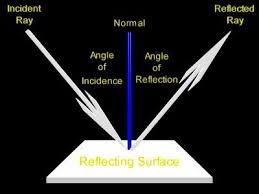 Incident
Ray
Normal
Reflected
Ray
Angle
of
Incidence
Angle
of
Reflection
Reflecting Surface